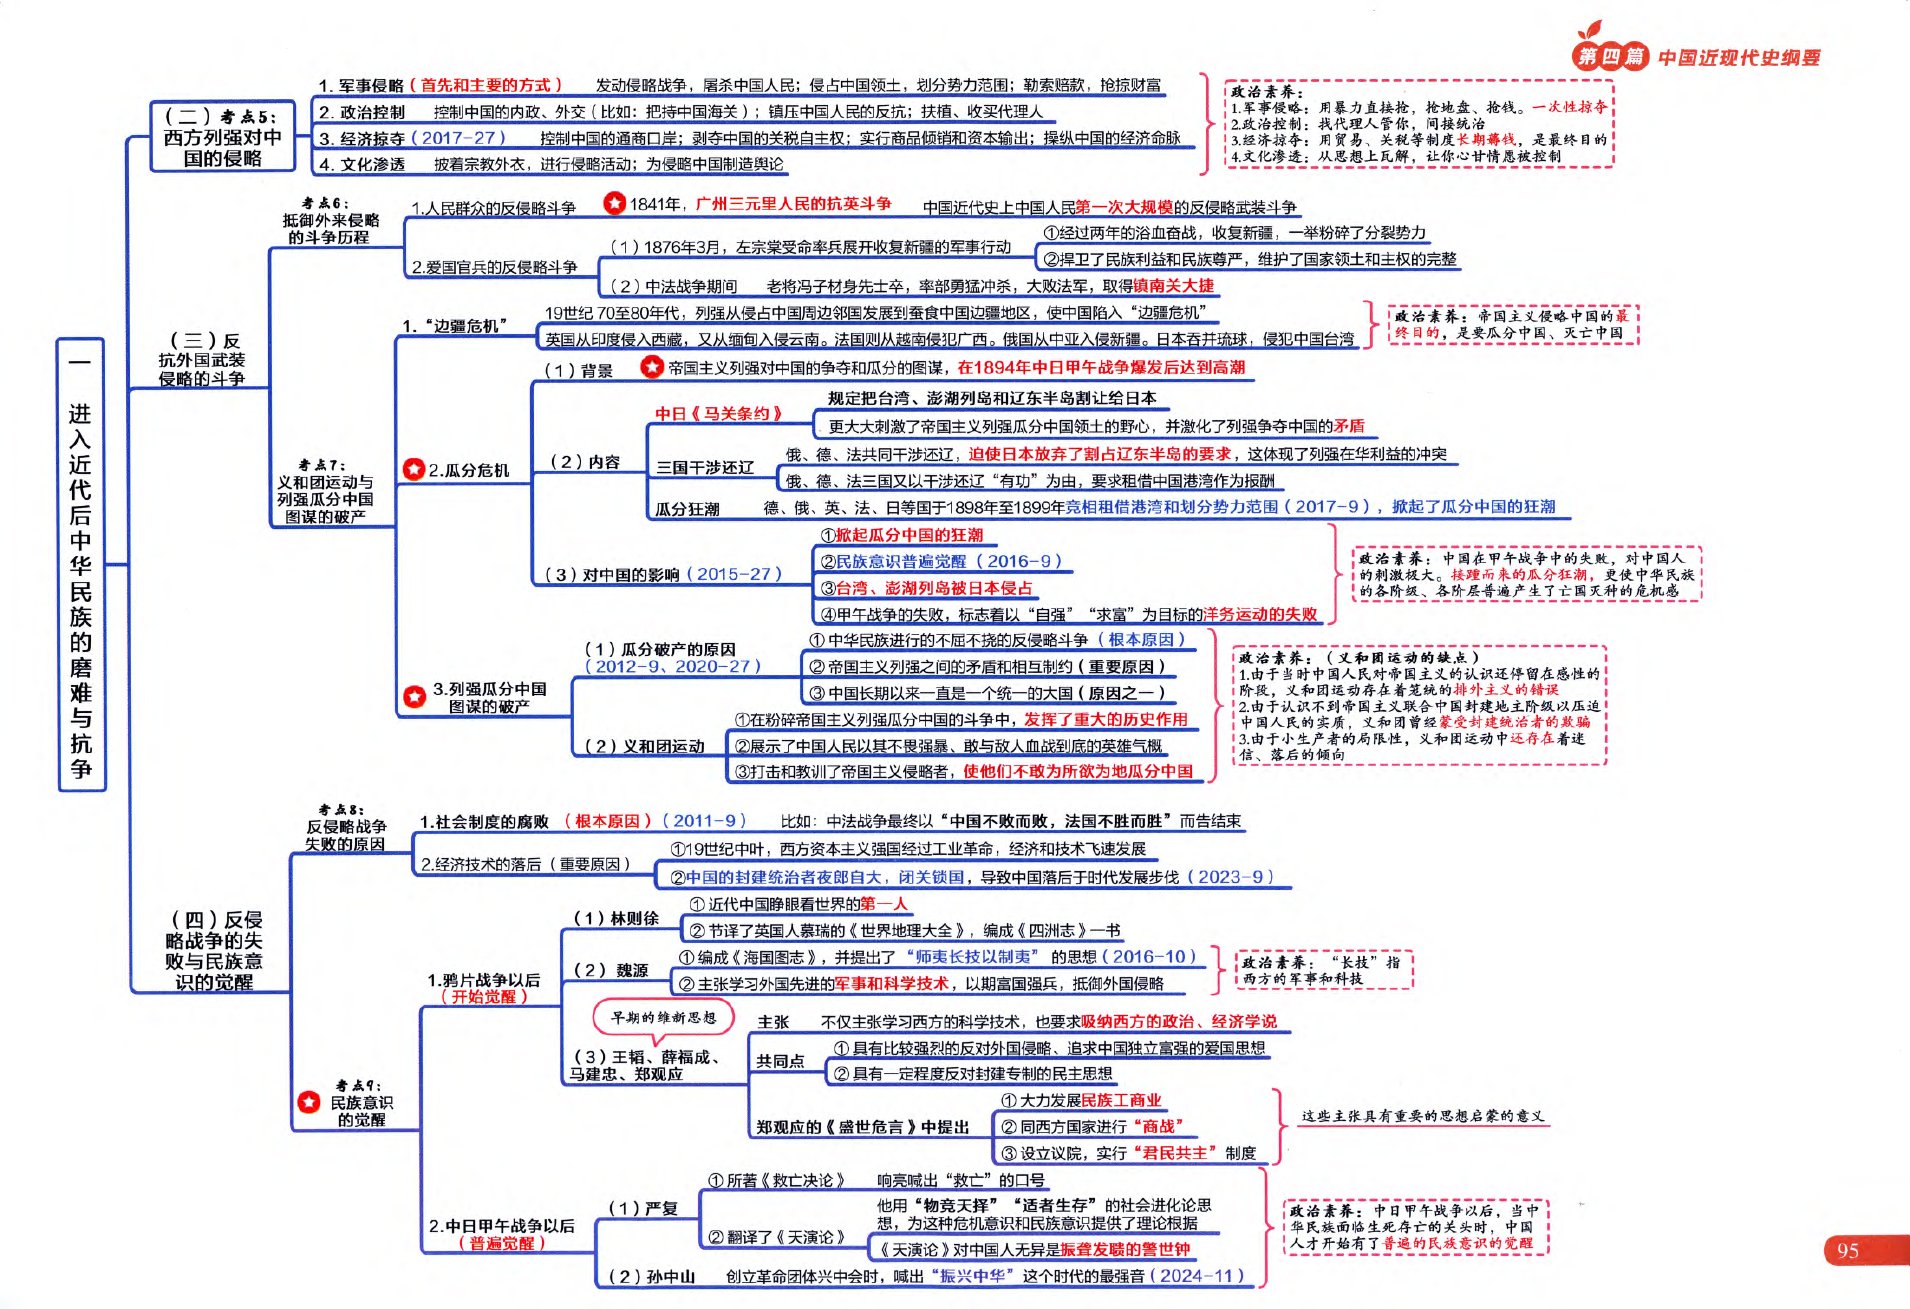 第四篇 中国近现代史纲要
一 进入近代后中华民族的磨难与抗争
(二)考点5:
西方列强对中
国的侵略
1. 军事侵略(首先和主要的方式) 发动侵略战争,屠杀中国人民;侵占中国领土,划分势力范围;勒索赔款,抢掠财富
2. 政治控制 控制中国的内政、外交(比如:把持中国海关);镇压中国人民的反抗;扶植、收买代理人
3. 经济掠夺(2017-27) 控制中国的通商口岸;剥夺中国的关税自主权;实行商品倾销和资本输出;操纵中国的经济命脉
4. 文化渗透 披着宗教外衣,进行侵略活动;为侵略中国制造舆论
政治素养:
1.军事侵略:用暴力直接抢,抢地盘、抢钱。一次性掠夺
2.政治控制:找代理人管你,间接统治
3.经济掠夺:用贸易、关税等制度长期薅钱,是最终目的
4.文化渗透:从思想上瓦解,让你心甘情愿被控制
(三)反
抗外国武装
侵略的斗争
考点6:
抵御外来侵略
的斗争历程
1.人民群众的反侵略斗争 1841年,广州三元里人民的抗英斗争 中国近代史上中国人民第一次大规模的反侵略武装斗争
2.爱国官兵的反侵略斗争
(1)1876年3月,左宗棠受命率兵展开收复新疆的军事行动
①经过两年的浴血奋战,收复新疆,一举粉碎了分裂势力
②捍卫了民族利益和民族尊严,维护了国家领土和主权的完整
(2)中法战争期间 老将冯子材身先士卒,率部勇猛冲杀,大败法军,取得镇南关大捷
考点7:
义和团运动与
列强瓜分中国
图谋的破产
1.“边疆危机”
19世纪 70至80年代,列强从侵占中国周边邻国发展到蚕食中国边疆地区,使中国陷入“边疆危机”
英国从印度侵入西藏,又从缅甸入侵云南。法国则从越南侵犯广西。俄国从中亚入侵新疆。日本吞并琉球,侵犯中国台湾
政治素养:帝国主义侵略中国的最
终目的,是要瓜分中国、灭亡中国
2.瓜分危机
(1)背景 帝国主义列强对中国的争夺和瓜分的图谋,在1894年中日甲午战争爆发后达到高潮
(2)内容
中日《马关条约》
规定把台湾、澎湖列岛和辽东半岛割让给日本
更大大刺激了帝国主义列强瓜分中国领土的野心,并激化了列强争夺中国的矛盾
三国干涉还辽
俄、德、法共同干涉还辽,迫使日本放弃了割占辽东半岛的要求,这体现了列强在华利益的冲突
俄、德、法三国又以干涉还辽“有功”为由,要求租借中国港湾作为报酬
瓜分狂潮 德、俄、英、法、日等国于1898年至1899年竞相租借港湾和划分势力范围(2017-9),掀起了瓜分中国的狂潮
(3)对中国的影响(2015-27)
①掀起瓜分中国的狂潮
②民族意识普遍觉醒(2016-9)
③台湾、澎湖列岛被日本侵占
④甲午战争的失败,标志着以“自强”“求富”为目标的洋务运动的失败
政治素养:中国在甲午战争中的失败,对中国人
的刺激极大。接踵而来的瓜分狂潮,更使中华民族
的各阶级、各阶层普遍产生了亡国灭种的危机感
3.列强瓜分中国
图谋的破产
(1)瓜分破产的原因
(2012-9、2020-27)
① 中华民族进行的不屈不挠的反侵略斗争(根本原因)
② 帝国主义列强之间的矛盾和相互制约(重要原因)
③ 中国长期以来一直是一个统一的大国(原因之一)
(2)义和团运动
①在粉碎帝国主义列强瓜分中国的斗争中,发挥了重大的历史作用
②展示了中国人民以其不畏强暴、敢与敌人血战到底的英雄气概
③打击和教训了帝国主义侵略者,使他们不敢为所欲为地瓜分中国
政治素养:(义和团运动的缺点)
1.由于当时中国人民对帝国主义的认识还停留在感性的
阶段,义和团运动存在着笼统的排外主义的错误
2.由于认识不到帝国主义联合中国封建地主阶级以压迫
中国人民的实质,义和团曾经蒙受封建统治者的欺骗
3.由于小生产者的局限性,义和团运动中还存在着迷
信、落后的倾向
(四)反侵
略战争的失
败与民族意
识的觉醒
考点8:
反侵略战争
失败的原因
1.社会制度的腐败(根本原因)(2011-9) 比如:中法战争最终以“中国不败而败,法国不胜而胜”而告结束
2.经济技术的落后(重要原因)
①19世纪中叶,西方资本主义强国经过工业革命,经济和技术飞速发展
②中国的封建统治者夜郎自大,闭关锁国,导致中国落后于时代发展步伐(2023-9)
考点9:
民族意识
的觉醒
1.鸦片战争以后
(开始觉醒)
(1)林则徐
① 近代中国睁眼看世界的第一人
② 节译了英国人慕瑞的《世界地理大全》,编成《四洲志》一书
(2)魏源
① 编成《海国图志》,并提出了“师夷长技以制夷”的思想(2016-10)
② 主张学习外国先进的军事和科学技术,以期富国强兵,抵御外国侵略
政治素养:“长技”指
西方的军事和科技
早期的维新思想
(3)王韬、薛福成、
马建忠、郑观应
主张 不仅主张学习西方的科学技术,也要求吸纳西方的政治、经济学说
共同点
① 具有比较强烈的反对外国侵略、追求中国独立富强的爱国思想
② 具有一定程度反对封建专制的民主思想
郑观应的《盛世危言》中提出
① 大力发展民族工商业
② 同西方国家进行“商战”
③ 设立议院,实行“君民共主”制度
这些主张具有重要的思想启蒙的意义
2.中日甲午战争以后
(普遍觉醒)
(1)严复
① 所著《救亡决论》 响亮喊出“救亡”的口号
② 翻译了《天演论》
他用“物竞天择”“适者生存”的社会进化论思
想,为这种危机意识和民族意识提供了理论根据
《天演论》对中国人无异是振聋发聩的警世钟
(2)孙中山 创立革命团体兴中会时,喊出“振兴中华”这个时代的最强音(2024-11)
政治素养:中日甲午战争以后,当中
华民族面临生死存亡的关头时,中国
人才开始有了普遍的民族意识的觉醒
95